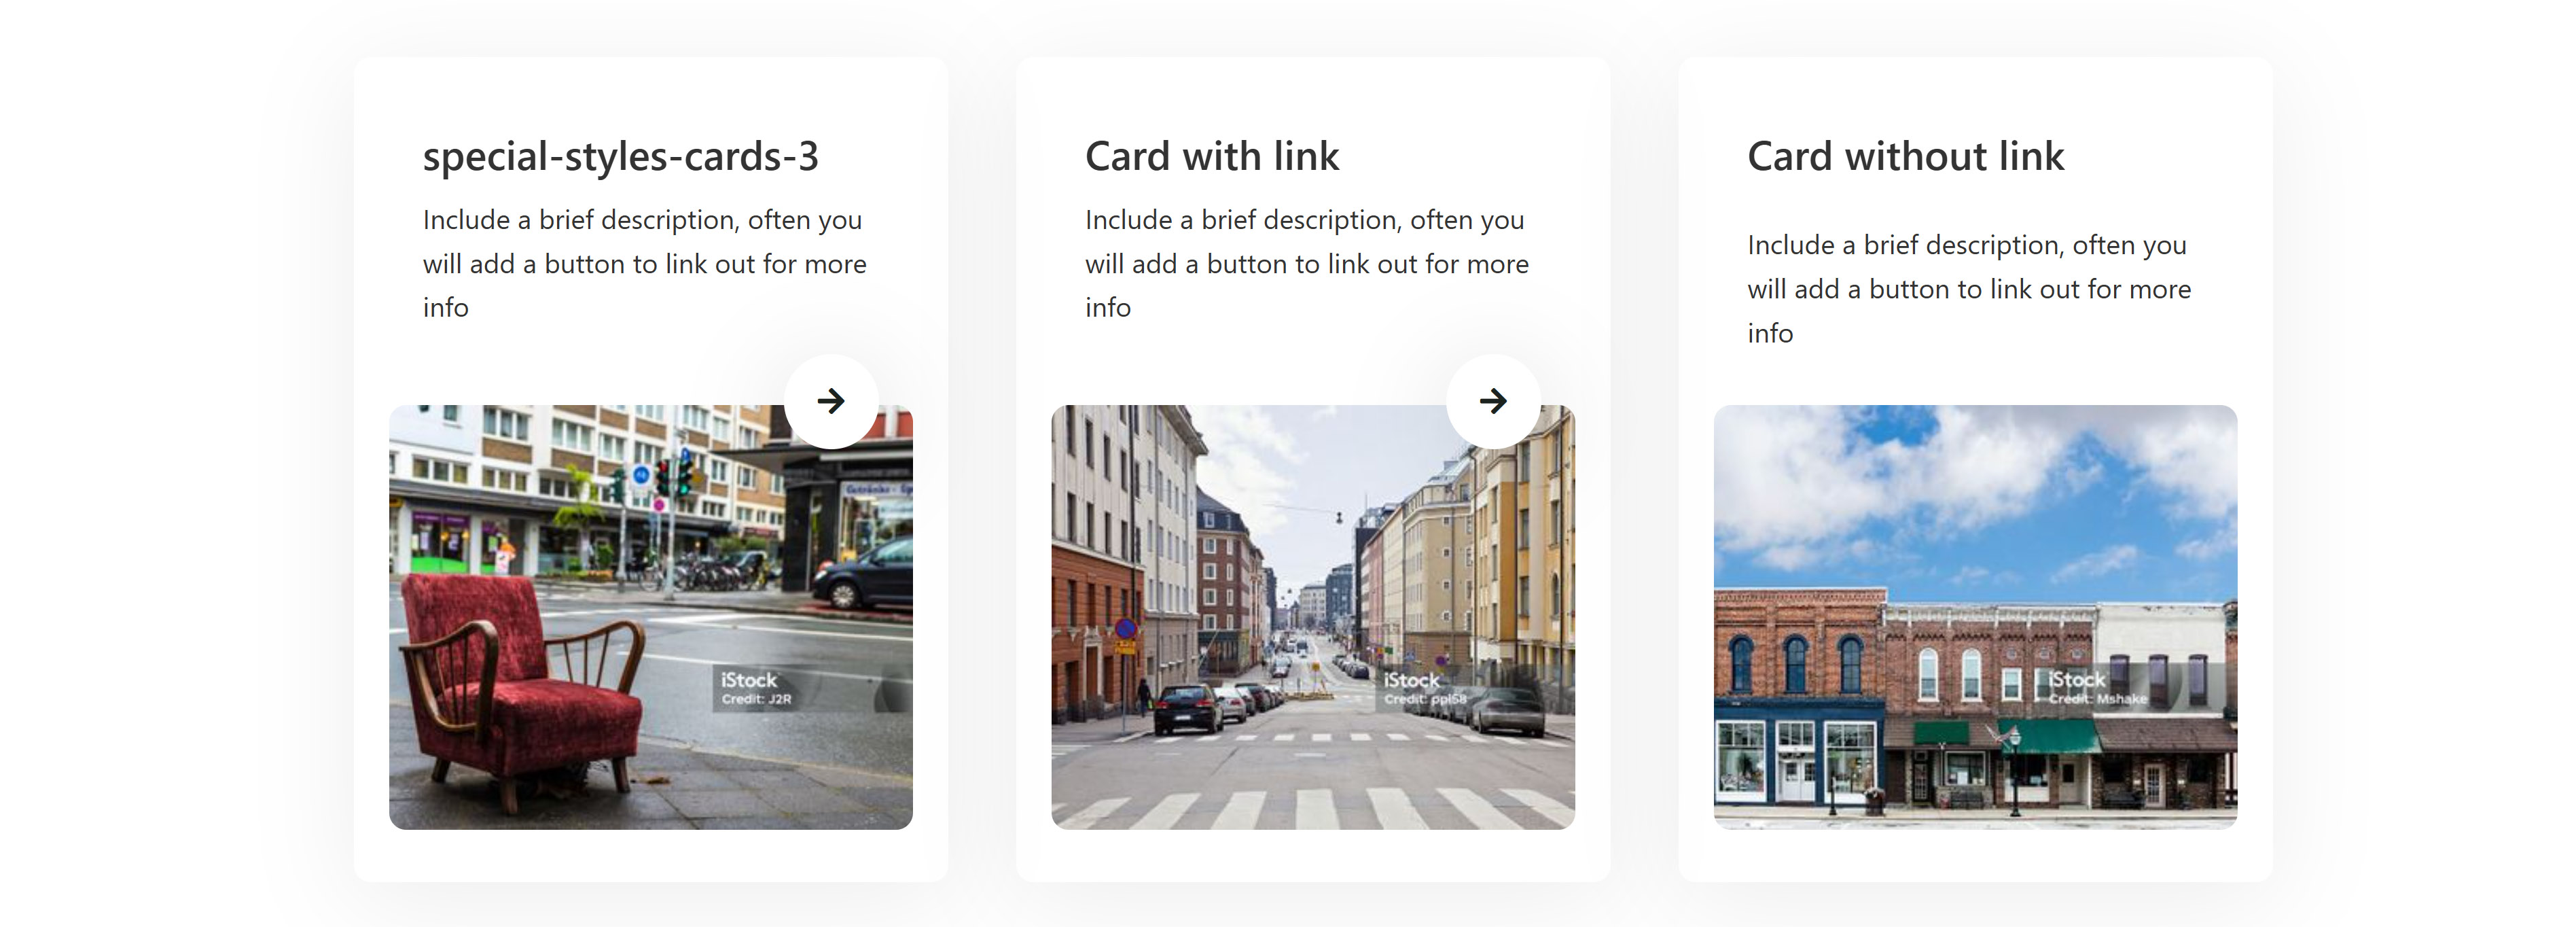 special-styles-cards-3
Include a brief description, often you
will add a button to link out for more
info
iStock
Credit: J2R
Card with link
Include a brief description, often you
will add a button to link out for more
info
iStock
Credit: ppl58
Card without link
Include a brief description, often you
will add a button to link out for more
info
iStock
Credit: Mshake